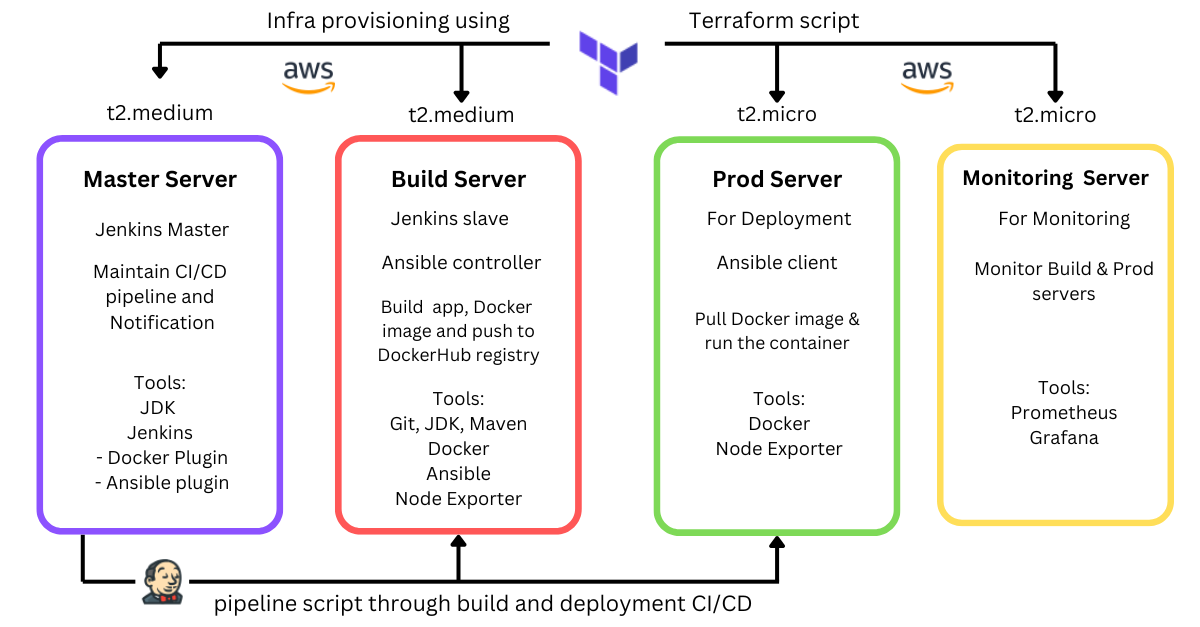 Infra provisioning using
Terraform script
aws
aws
t2.medium
t2.medium
t2.micro
t2.micro
Master Server
Jenkins Master
Maintain CI/CD
pipeline and
Notification
Tools:
JDK
Jenkins
- Docker Plugin
- Ansible plugin
Build Server
Jenkins slave
Ansible controller
Build app, Docker
image and push to
DockerHub registry
Tools:
Git, JDK, Maven
Docker
Ansible
Node Exporter
Prod Server
For Deployment
Ansible client
Pull Docker image &
run the container
Tools:
Docker
Node Exporter
Monitoring Server
For Monitoring
Monitor Build & Prod
servers
Tools:
Prometheus
Grafana
pipeline script through build and deployment CI/CD